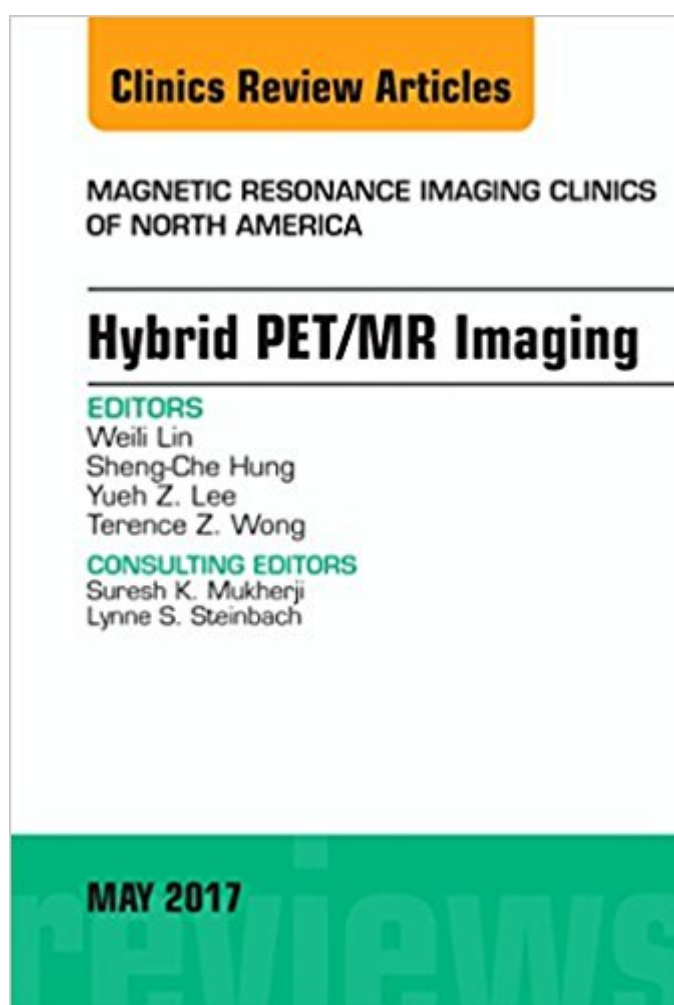 Clinics Review Articles
MAGNETIC RESONANCE IMAGING CLINICS
OF NORTH AMERICA
Hybrid PET/MR Imaging
EDITORS
Weili Lin
Sheng-Che Hung
Yueh Z. Lee
Terence Z. Wong
CONSULTING EDITORS
Suresh K. Mukherji
Lynne S. Steinbach
MAY 2017
reviews